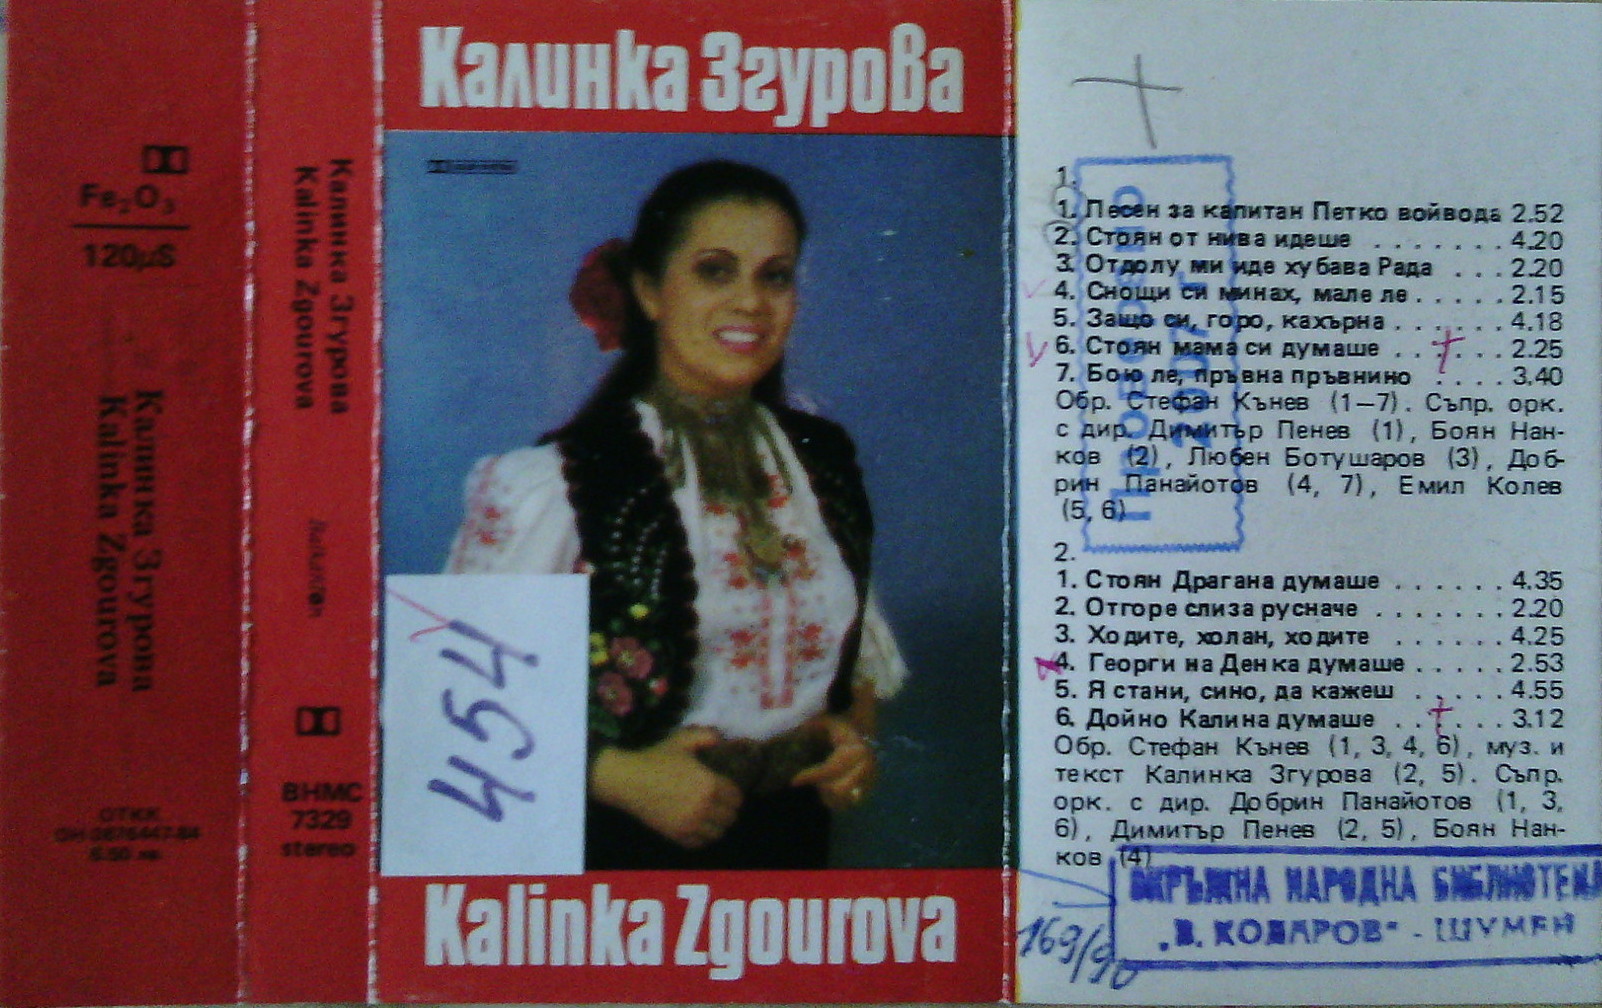 Fe₂O₃
120µS
Калинка Згурова
Kalinka Zgourova
ОТКК
6.50 лв.
Калинка Згурова
Kalinka Zgourova
Balkanton
ВНМС
7329
stereo
Калинка Згурова
454
Kalinka Zgourova
1.
1. Песен за капитан Петко войвода 2.52
2. Стоян от нива идеше . . . . . . . 4.20
3. Отдолу ми иде хубава Рада . . . 2.20
4. Снощи си минах, мале ле . . . . . 2.15
5. Защо си, горо, кахърна . . . . . . 4.18
6. Стоян мама си думаше . . . . . . 2.25
7. Бою ле, пръвна пръвнино . . . . 3.40
Обр. Стефан Кънев (1—7). Съпр. орк.
с дир. Димитър Пенев (1), Боян Нан-
ков (2), Любен Ботушаров (3), Доб-
рин Панайотов (4, 7), Емил Колев
(5, 6)
2.
1. Стоян Драгана думаше . . . . . . 4.35
2. Отгоре слиза русначе . . . . . . . 2.20
3. Ходите, холан, ходите . . . . . . 4.25
4. Георги на Денка думаше . . . . . 2.53
5. Я стани, сино, да кажеш . . . . . 4.55
6. Дойно Калина думаше . . . . . . 3.12
Обр. Стефан Кънев (1, 3, 4, 6), муз. и
текст Калинка Згурова (2, 5). Съпр.
орк. с дир. Добрин Панайотов (1, 3,
6), Димитър Пенев (2, 5), Боян Нан-
ков (4)
ОКРЪЖНА НАРОДНА БИБЛИОТЕКА
„В. КОЛАРОВ" - ШУМЕН
169/90